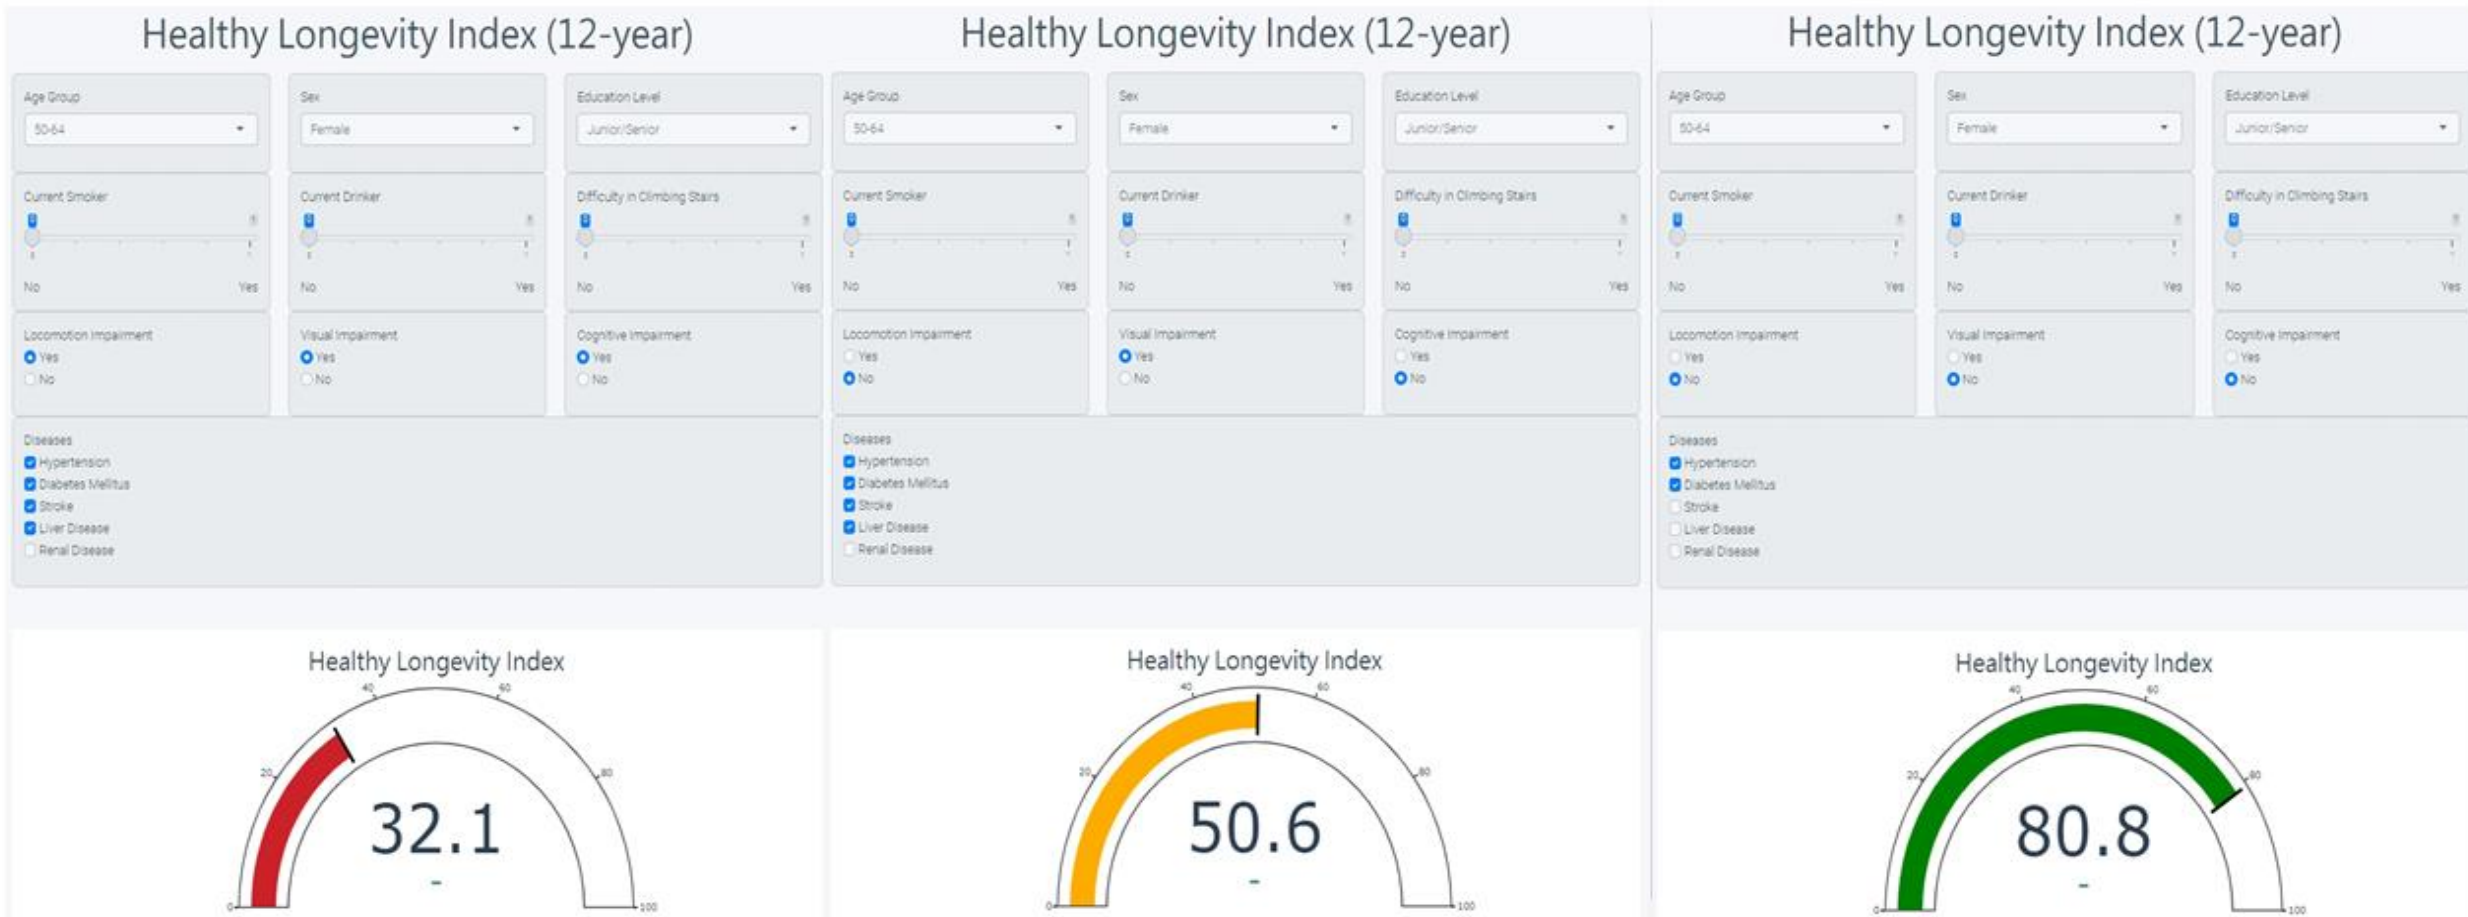 Healthy Longevity Index (12-year)
Age Group
Sex
Education Level
50-64
Female
Junior/Senior
Current Smoker
Current Drinker
Difficulty in Climbing Stairs
0
0
0
No
Yes
No
Yes
No
Yes
Locomotion Impairment
Visual Impairment
Cognitive Impairment
Yes
Yes
Yes
No
No
No
Diseases
Hypertension
Diabetes Mellitus
Stroke
Liver Disease
Renal Disease
Healthy Longevity Index
40
60
20
80
32.1
-
0
100
Healthy Longevity Index (12-year)
Age Group
Sex
Education Level
50-64
Female
Junior/Senior
Current Smoker
Current Drinker
Difficulty in Climbing Stairs
0
0
0
No
Yes
No
Yes
No
Yes
Locomotion Impairment
Visual Impairment
Cognitive Impairment
Yes
Yes
Yes
No
No
No
Diseases
Hypertension
Diabetes Mellitus
Stroke
Liver Disease
Renal Disease
Healthy Longevity Index
40
60
20
80
50.6
-
0
100
Healthy Longevity Index (12-year)
Age Group
Sex
Education Level
50-64
Female
Junior/Senior
Current Smoker
Current Drinker
Difficulty in Climbing Stairs
0
0
0
No
Yes
No
Yes
No
Yes
Locomotion Impairment
Visual Impairment
Cognitive Impairment
Yes
Yes
Yes
No
No
No
Diseases
Hypertension
Diabetes Mellitus
Stroke
Liver Disease
Renal Disease
Healthy Longevity Index
40
60
20
80
80.8
-
0
100